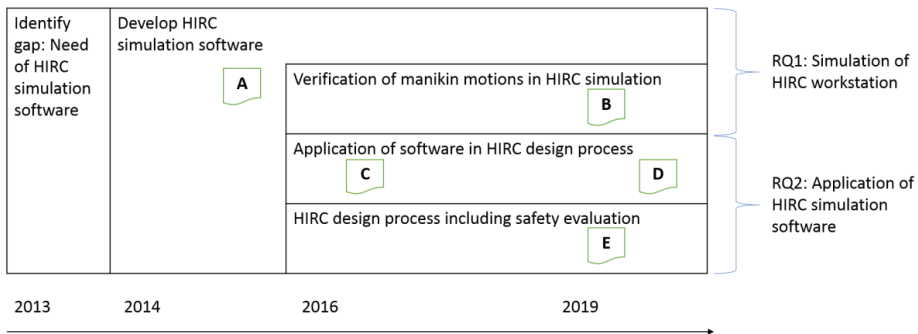 Identify
gap: Need
of HIRC
simulation
software
Develop HIRC
simulation software
A
Verification of manikin motions in HIRC simulation
B
Application of software in HIRC design process
C
D
HIRC design process including safety evaluation
E
RQ1: Simulation of
HIRC workstation
RQ2: Application of
HIRC simulation
software
2013
2014
2016
2019